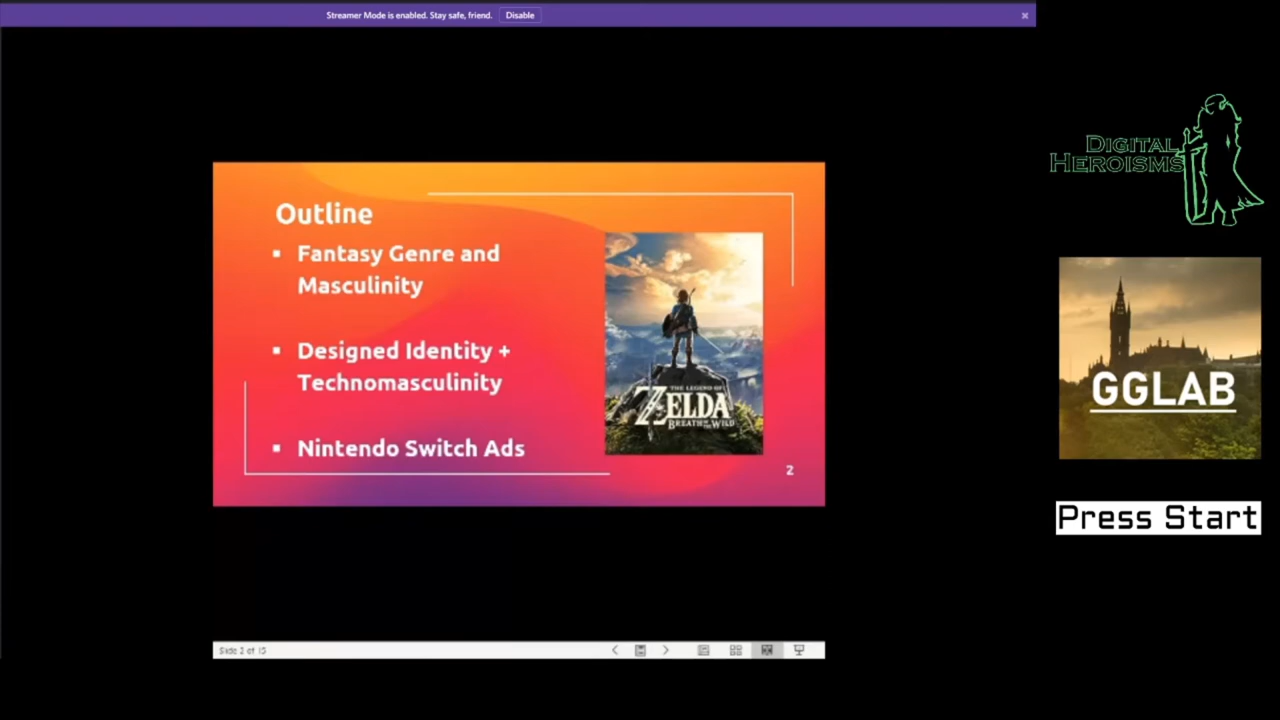 Streamer Mode is enabled. Stay safe, friend. Disable
Outline
▪ Fantasy Genre and
Masculinity
▪ Designed Identity +
Technomasculinity
▪ Nintendo Switch Ads
THE LEGEND OF
ZELDA
BREATH OF THE WILD
2
Slide 2 of 15
DIGITAL
HEROISMS
GGLAB
Press Start